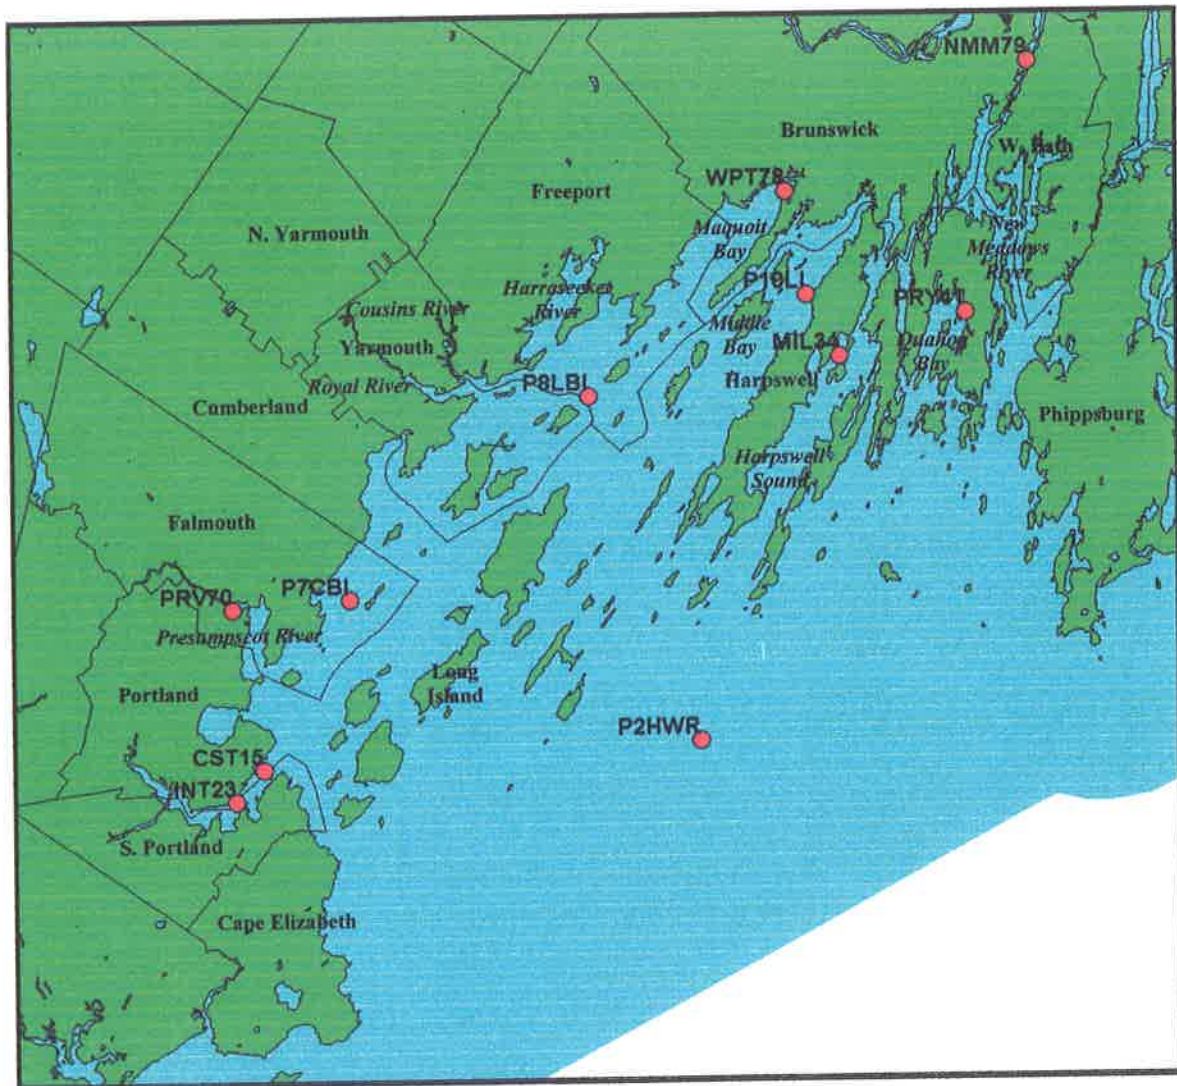 NMM79
Brunswick
W. Bath
WPT78
Freeport
Maquoit
Bay
New
Meadows
River
N. Yarmouth
P10LI
Harraseeket
River
Cousins River
Middle
Bay
Quahog
Bay
MIL34
Yarmouth
Royal River
P8LBI
Harpswell
Cumberland
Phippsburg
Harpswell
Sound
Falmouth
PRV70
P7CBI
Presumpscot River
Long
Island
Portland
P2HWR
CST15
INT23
S. Portland
Cape Elizabeth